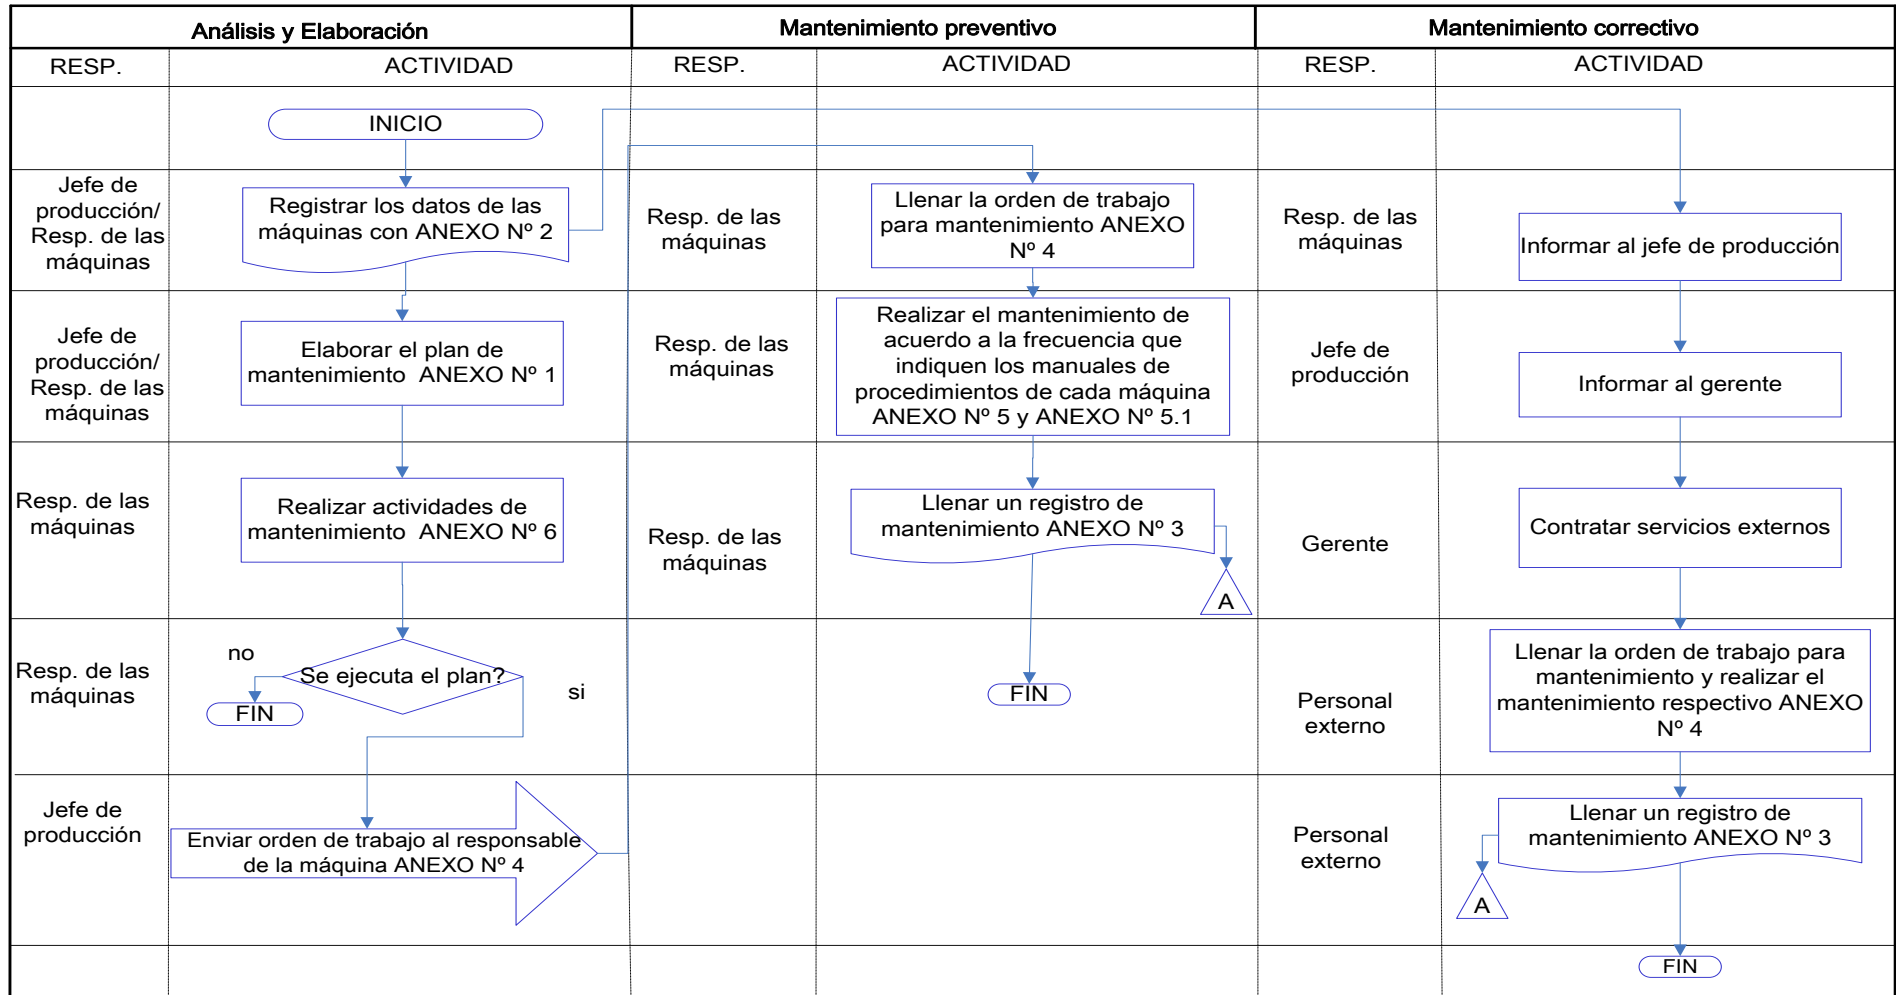 Análisis y Elaboración
Mantenimiento preventivo
Mantenimiento correctivo
RESP.
ACTIVIDAD
RESP.
ACTIVIDAD
RESP.
ACTIVIDAD
INICIO
Jefe de
producción/
Resp. de las
máquinas
Registrar los datos de las
máquinas con ANEXO Nº 2
Jefe de
producción/
Resp. de las
máquinas
Elaborar el plan de
mantenimiento ANEXO Nº 1
Resp. de las
máquinas
Realizar actividades de
mantenimiento ANEXO Nº 6
Resp. de las
máquinas
no
Se ejecuta el plan?
si
FIN
Jefe de
producción
Enviar orden de trabajo al responsable
de la máquina ANEXO Nº 4
Resp. de las
máquinas
Llenar la orden de trabajo
para mantenimiento ANEXO
Nº 4
Resp. de las
máquinas
Realizar el mantenimiento de
acuerdo a la frecuencia que
indiquen los manuales de
procedimientos de cada máquina
ANEXO Nº 5 y ANEXO Nº 5.1
Resp. de las
máquinas
Llenar un registro de
mantenimiento ANEXO Nº 3
A
FIN
Resp. de las
máquinas
Informar al jefe de producción
Jefe de
producción
Informar al gerente
Gerente
Contratar servicios externos
Personal
externo
Llenar la orden de trabajo para
mantenimiento y realizar el
mantenimiento respectivo ANEXO
Nº 4
Personal
externo
Llenar un registro de
mantenimiento ANEXO Nº 3
A
FIN